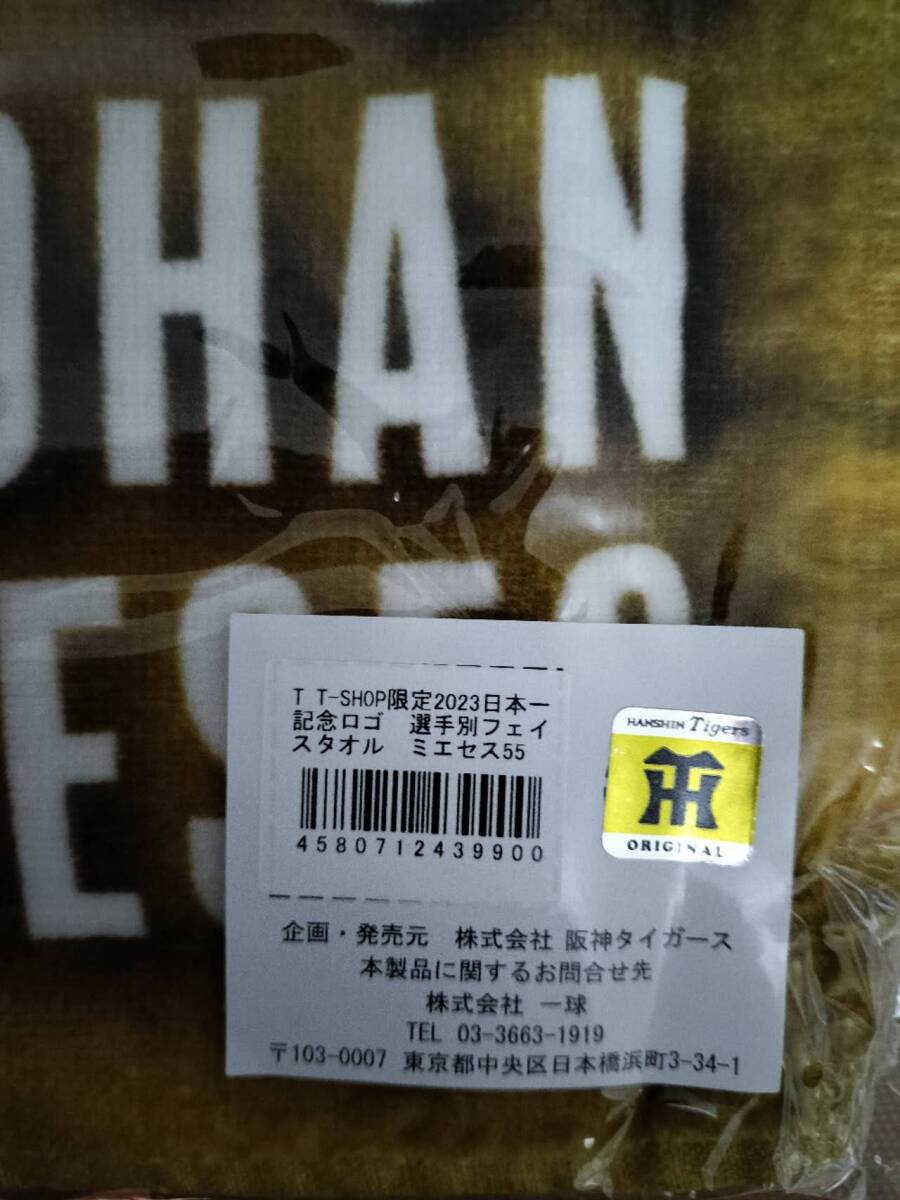 OHAN
ESES
T T-SHOP限定2023日本一
記念ロゴ 選手別フェイ
スタオル ミエセス55
4580712439900
HANSHIN Tigers
ORIGINAL
企画・発売元 株式会社 阪神タイガース
本製品に関するお問合せ先
株式会社 一球
TEL 03-3663-1919
〒103-0007 東京都中央区日本橋浜町3-34-1